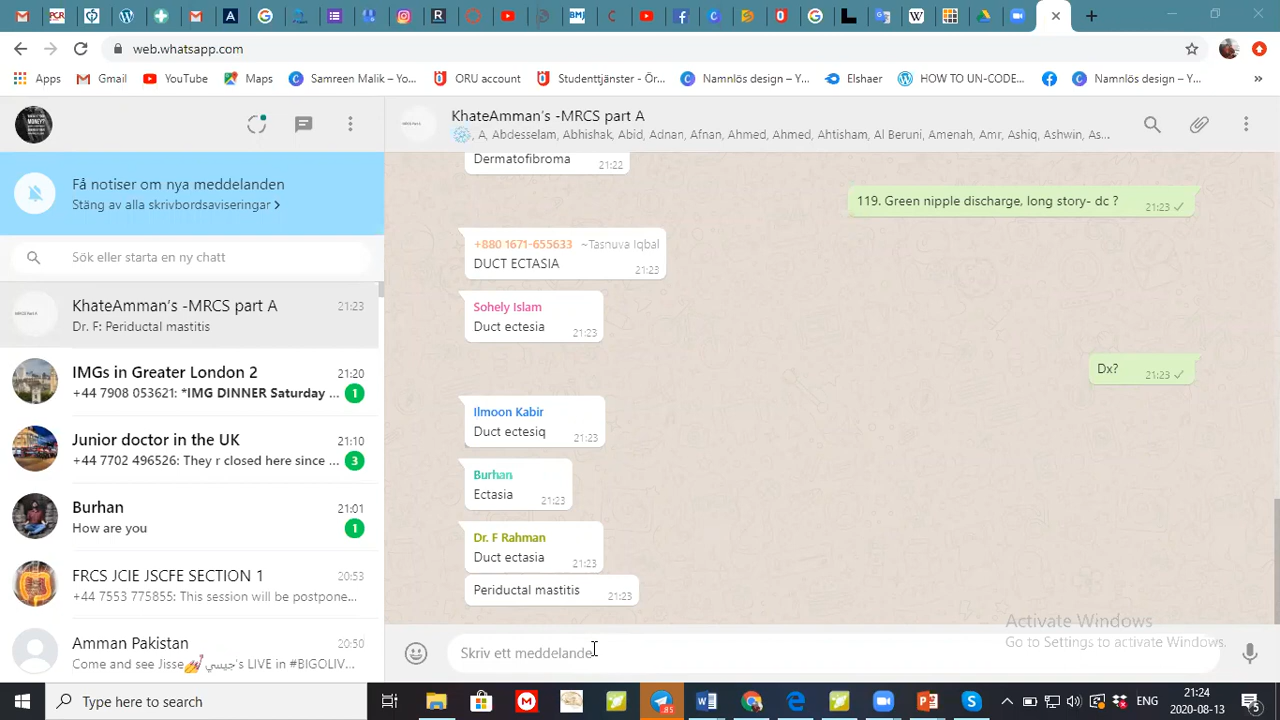 web.whatsapp.com
Apps
Gmail
YouTube
Maps
Samreen Malik – Yo...
ORU account
Studenttjänster - Ör...
Namnlös design – Y...
Elshaer
HOW TO UN-CODE...
Namnlös design – Y...
KhateAmman's -MRCS part A
A, Abdesselam, Abhishak, Abid, Adnan, Afnan, Ahmed, Ahmed, Ahtisham, Al Beruni, Amenah, Amr, Ashiq, Ashwin, As...
Få notiser om nya meddelanden
Stäng av alla skrivbordsaviseringar
Sök eller starta en ny chatt
KhateAmman's -MRCS part A
21:23
Dr. F: Periductal mastitis
IMGs in Greater London 2
21:20
+44 7908 053621: *IMG DINNER Saturday ...
1
Junior doctor in the UK
21:10
+44 7702 496526: They r closed here since ...
3
Burhan
21:01
How are you
1
FRCS JCIE JSCFE SECTION 1
20:53
+44 7553 775855: This session will be postpone...
Amman Pakistan
20:50
Dermatofibroma
21:22
119. Green nipple discharge, long story- dc ?
21:23
+880 1671-655633 ~Tasnuva Iqbal
DUCT ECTASIA
21:23
Sohely Islam
Duct ectesia
21:23
Dx?
21:23
Ilmoon Kabir
Duct ectesiq
21:23
Burhan
Ectasia
21:23
Dr. F Rahman
Duct ectasia
21:23
Periductal mastitis
21:23
Skriv ett meddelande
Activate Windows
Go to Settings to activate Windows.
Type here to search
85
ENG
21:24
2020-08-13
5